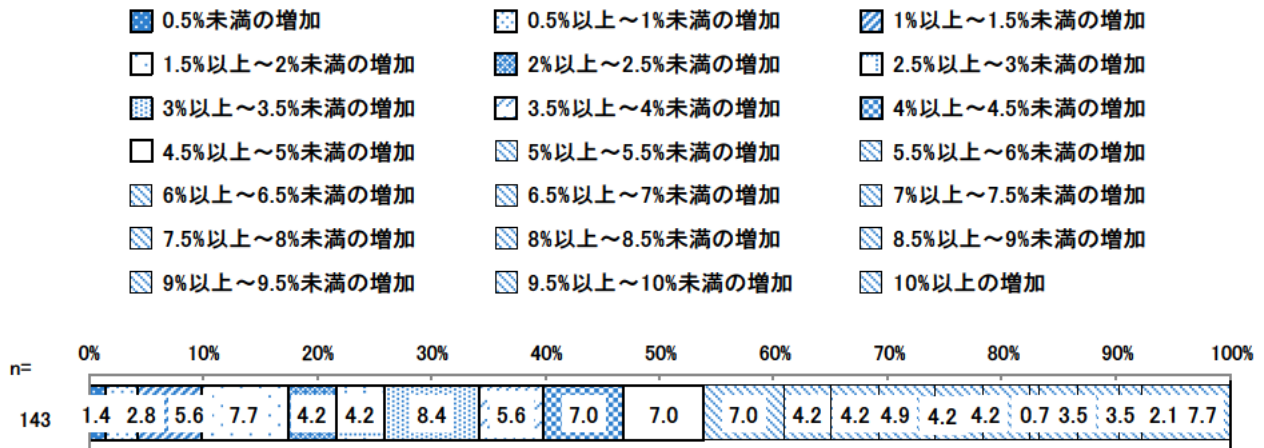 0.5%未満の増加 0.5%以上～1%未満の増加 1%以上～1.5%未満の増加
1.5%以上～2%未満の増加 2%以上～2.5%未満の増加 2.5%以上～3%未満の増加
3%以上～3.5%未満の増加 3.5%以上～4%未満の増加 4%以上～4.5%未満の増加
4.5%以上～5%未満の増加 5%以上～5.5%未満の増加 5.5%以上～6%未満の増加
6%以上～6.5%未満の増加 6.5%以上～7%未満の増加 7%以上～7.5%未満の増加
7.5%以上～8%未満の増加 8%以上～8.5%未満の増加 8.5%以上～9%未満の増加
9%以上～9.5%未満の増加 9.5%以上～10%未満の増加 10%以上の増加
n= 0% 10% 20% 30% 40% 50% 60% 70% 80% 90% 100%
143 1.4 2.8 5.6 7.7 4.2 4.2 8.4 5.6 7.0 7.0 7.0 4.2 4.2 4.9 4.2 4.2 0.7 3.5 3.5 2.1 7.7